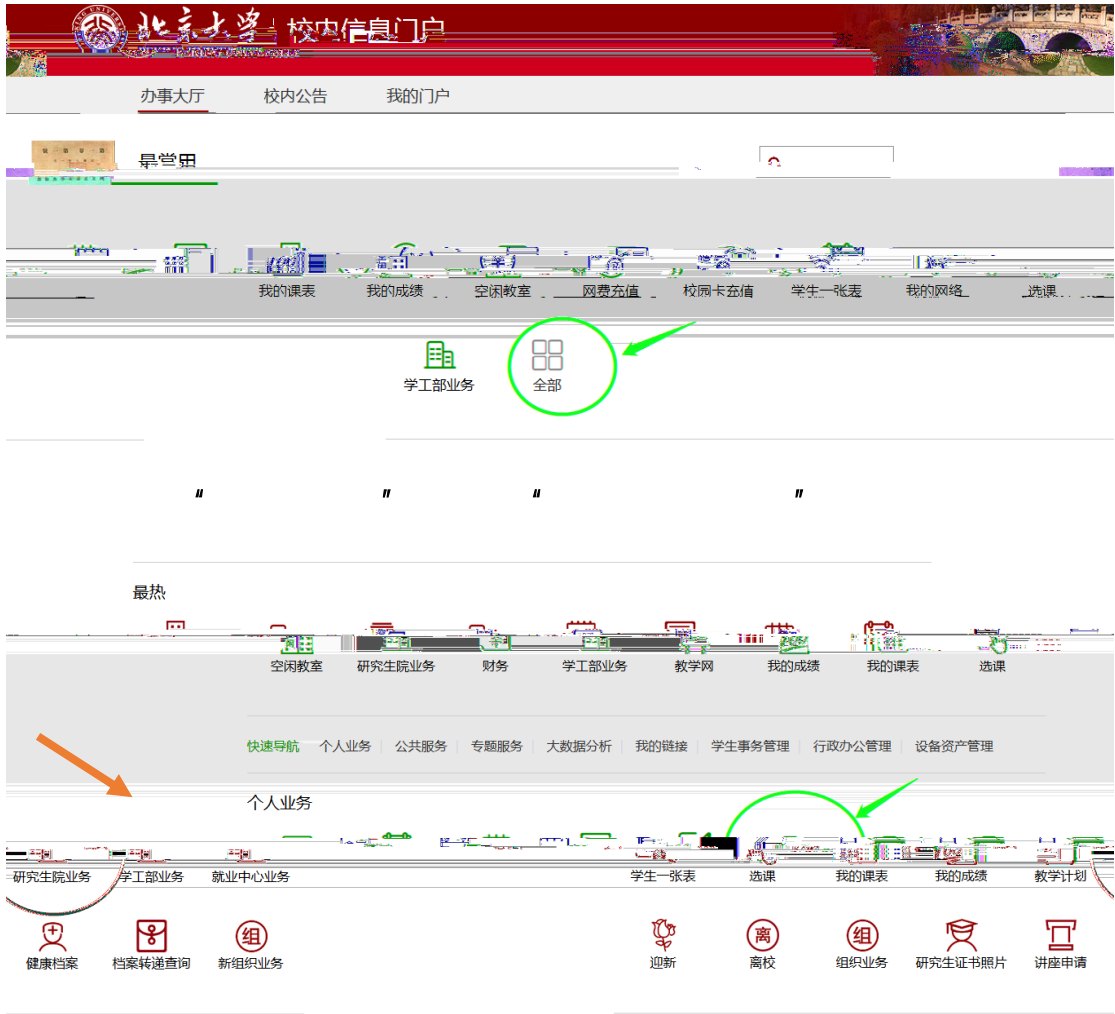 北京大学 校内信息门户
办事大厅 校内公告 我的门户
最常用
我的课表 我的成绩 空闲教室 网费充值 校园卡充值 学生一张表 我的网络 选课
学工部业务 全部
“ ” “ ”
最热
空闲教室 研究生院业务 财务 学工部业务 教学网 我的成绩 我的课表 选课
快速导航 个人业务 公共服务 专题服务 大数据分析 我的链接 学生事务管理 行政办公管理 设备资产管理
个人业务
研究生院业务 学工部业务 就业中心业务 学生一张表 选课 我的课表 我的成绩 教学计划
组 离 组
健康档案 档案转递查询 新组织业务 迎新 离校 组织业务 研究生证书照片 讲座申请